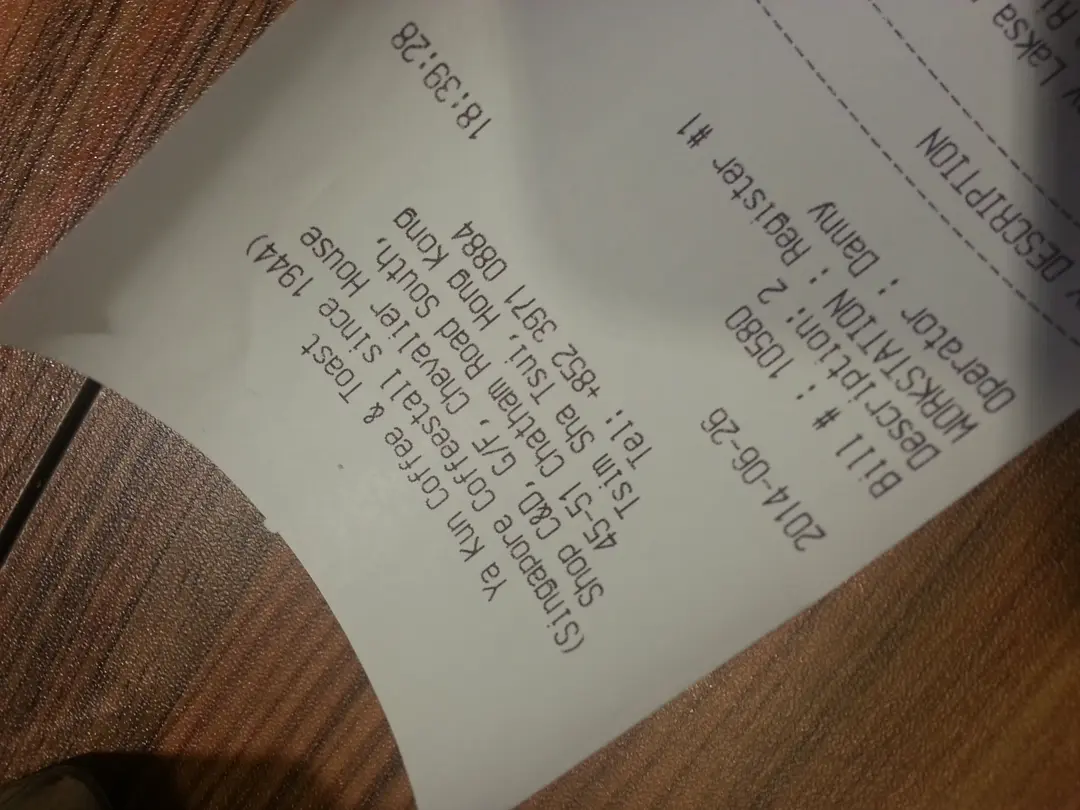 Ya Kun Coffee & Toast
(Singapore Coffeestall since 1944)
Shop C&D, G/F, Chevalier House
45-51 Chatham Road South,
Tsim Sha Tsui, Hong Kong
Tel: +852 3971 0884
2014-06-26 18:39:28
Bill # : 10580
Description: 2
WORKSTATION : Register #1
Operator : Danny
DESCRIPTION
Laksa